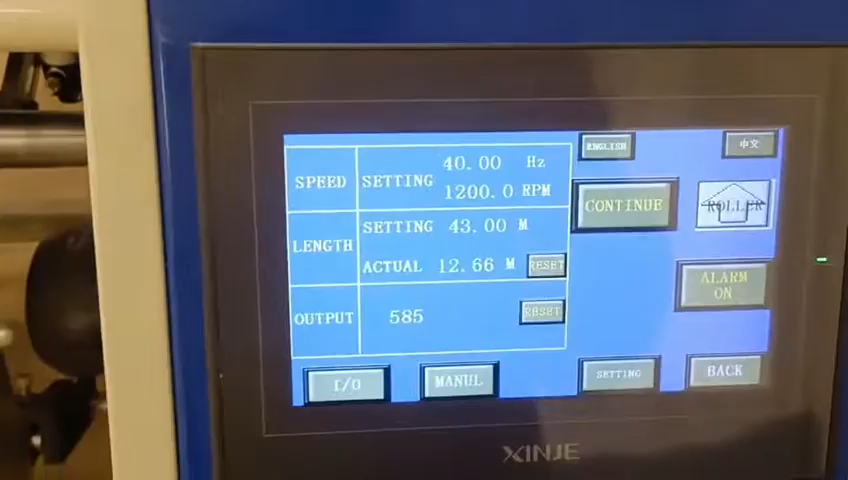 ENGLISH
中文
SPEED
SETTING 40.00 Hz
1200.0 RPM
CONTINUE
ROLLER
LENGTH
SETTING 43.00 M
ACTUAL 12.66 M RESET
ALARM
ON
OUTPUT 585 RESET
I/O
MANUL
SETTING
BACK
XINJE